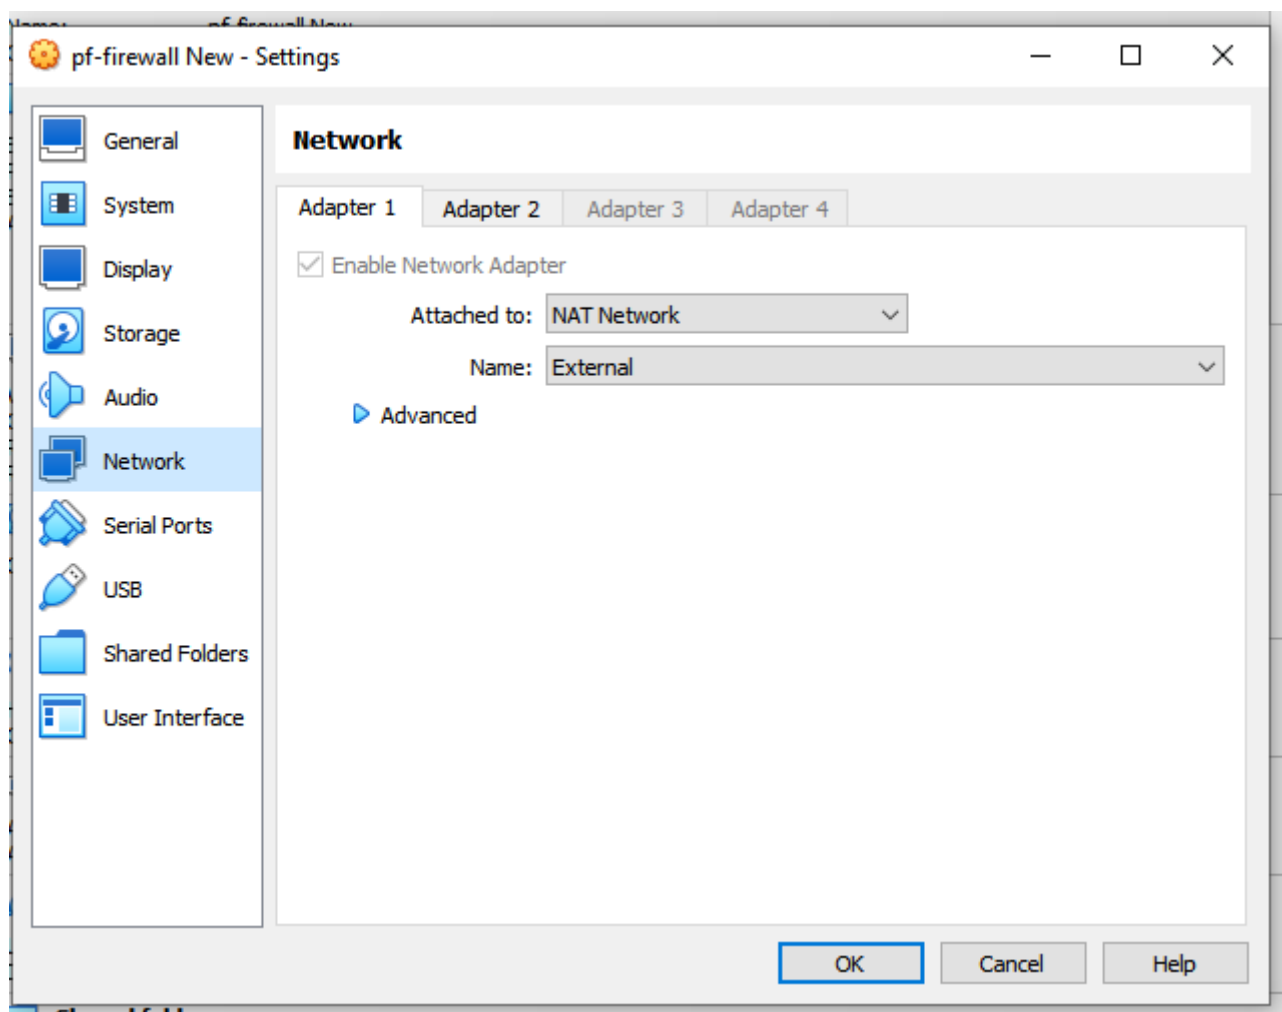 pf-firewall New - Settings
General
System
Display
Storage
Audio
Network
Serial Ports
USB
Shared Folders
User Interface
Network
Adapter 1 Adapter 2 Adapter 3 Adapter 4
Enable Network Adapter
Attached to: NAT Network
Name: External
Advanced
OK Cancel Help